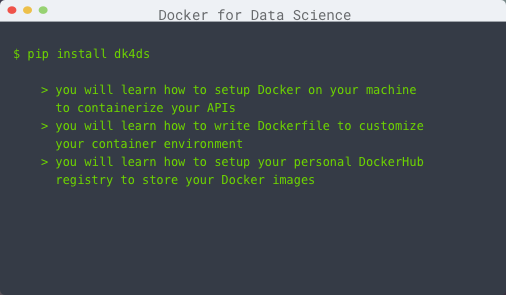 Docker for Data Science
$ pip install dk4ds
> you will learn how to setup Docker on your machine
to containerize your APIs
> you will learn how to write Dockerfile to customize
your container environment
> you will learn how to setup your personal DockerHub
registry to store your Docker images